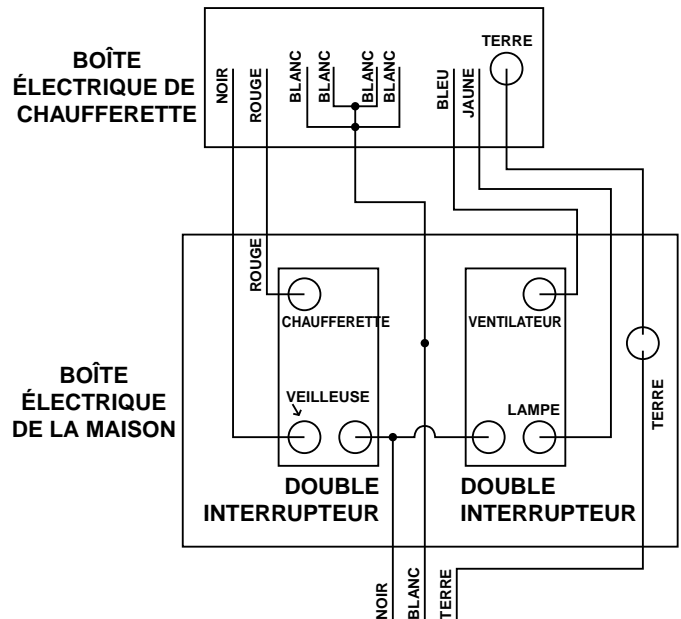 BOÎTE
ÉLECTRIQUE DE
CHAUFFERETTE
NOIR
ROUGE
BLANC
BLANC
BLANC
BLANC
BLEU
JAUNE
TERRE
ROUGE
CHAUFFERETTE
VENTILATEUR
BOÎTE
ÉLECTRIQUE
DE LA MAISON
VEILLEUSE
LAMPE
TERRE
DOUBLE
INTERRUPTEUR
DOUBLE
INTERRUPTEUR
NOIR
BLANC
TERRE